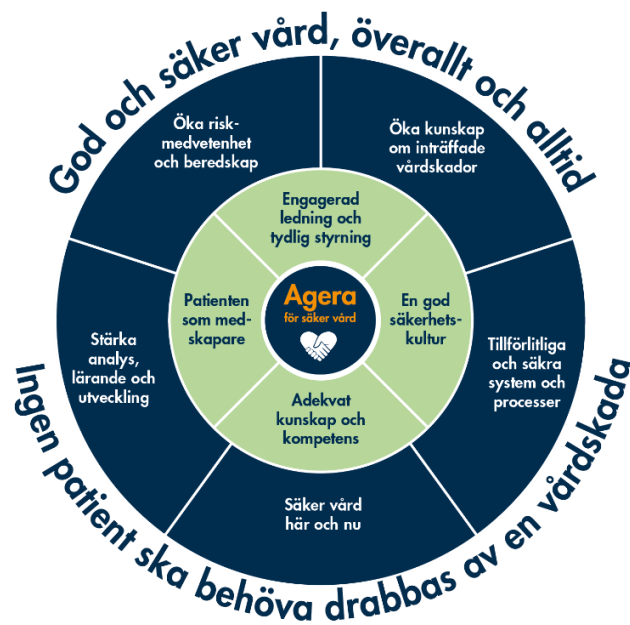 God och säker vård, överallt och alltid
Öka risk-
medvetenhet
och beredskap
Öka kunskap
om inträffade
vårdskador
Engagerad
ledning och
tydlig styrning
Patienten
som med-
skapare
Agera
för säker vård
En god
säkerhets-
kultur
Stärka
analys,
lärande och
utveckling
Tillförlitliga
och säkra
system och
processer
Adekvat
kunskap och
kompetens
Säker vård
här och nu
Ingen patient ska behöva drabbas av en vårdskada